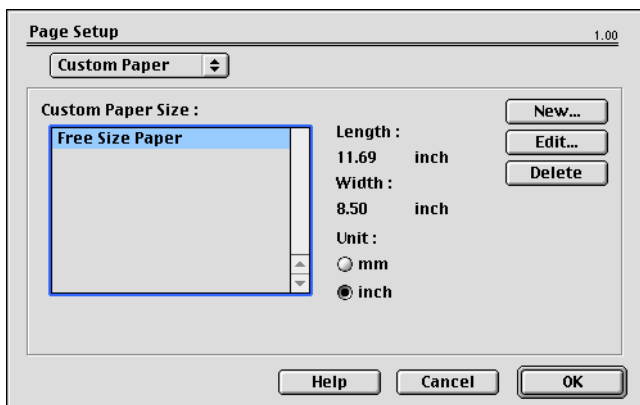 Page Setup
1.00
Custom Paper
Custom Paper Size :
Free Size Paper
Length :
11.69 inch
Width :
8.50 inch
Unit :
mm
inch
New...
Edit...
Delete
Help
Cancel
OK